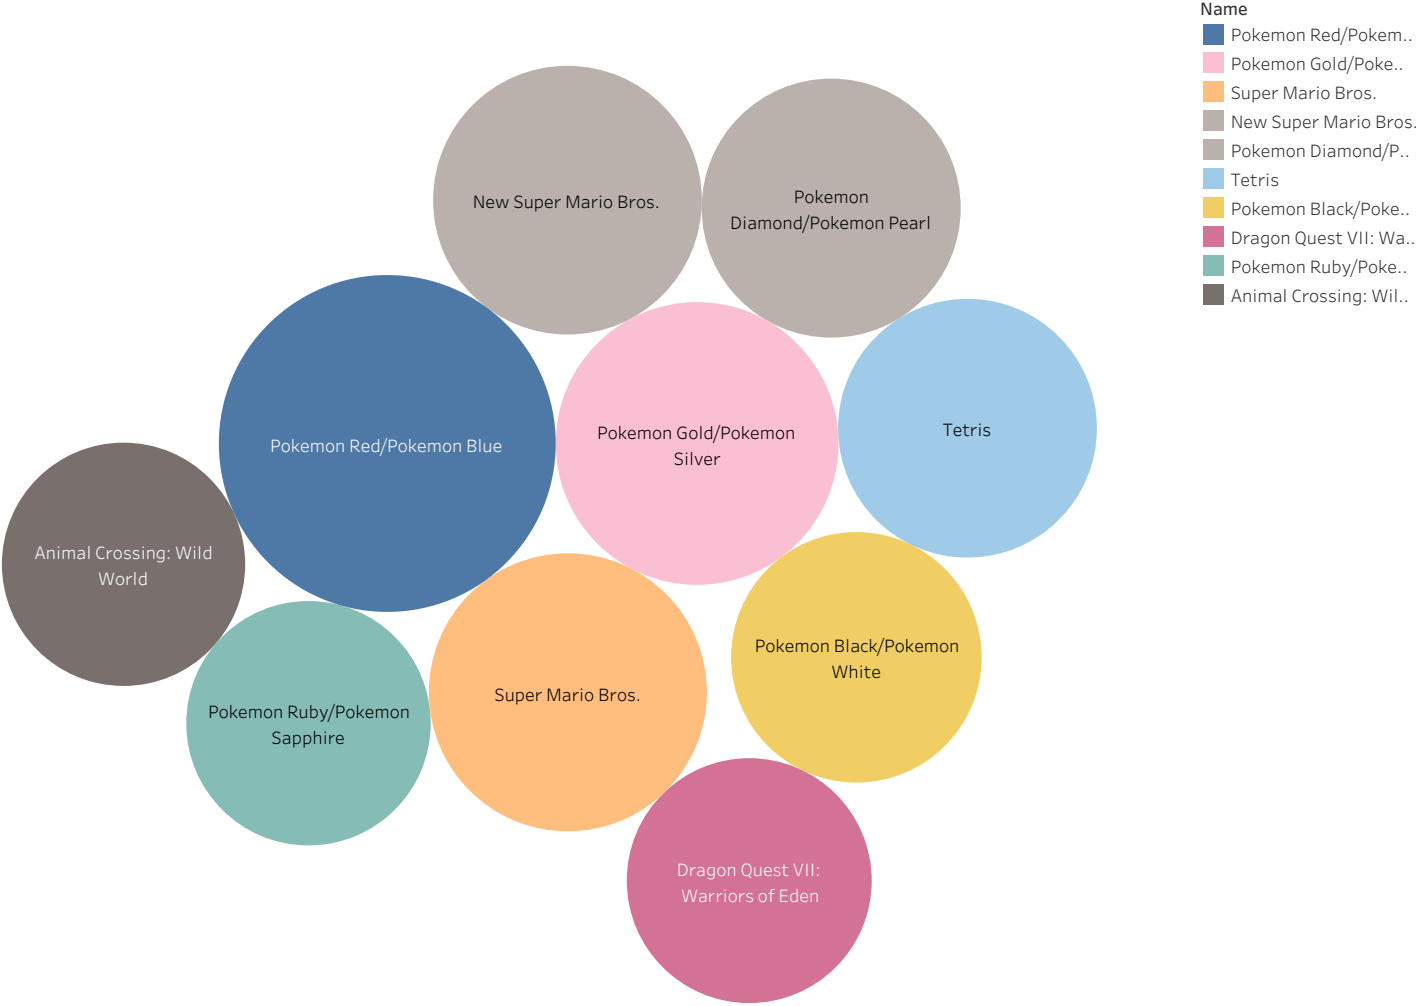 Name
Pokemon Red/Pokem..
Pokemon Gold/Poke..
Super Mario Bros.
New Super Mario Bros.
Pokemon Diamond/P..
Tetris
Pokemon Black/Poke..
Dragon Quest VII: Wa..
Pokemon Ruby/Poke..
Animal Crossing: Wil..
New Super Mario Bros.
Pokemon
Diamond/Pokemon Pearl
Pokemon Red/Pokemon Blue
Pokemon Gold/Pokemon
Silver
Tetris
Animal Crossing: Wild
World
Pokemon Ruby/Pokemon
Sapphire
Super Mario Bros.
Pokemon Black/Pokemon
White
Dragon Quest VII:
Warriors of Eden